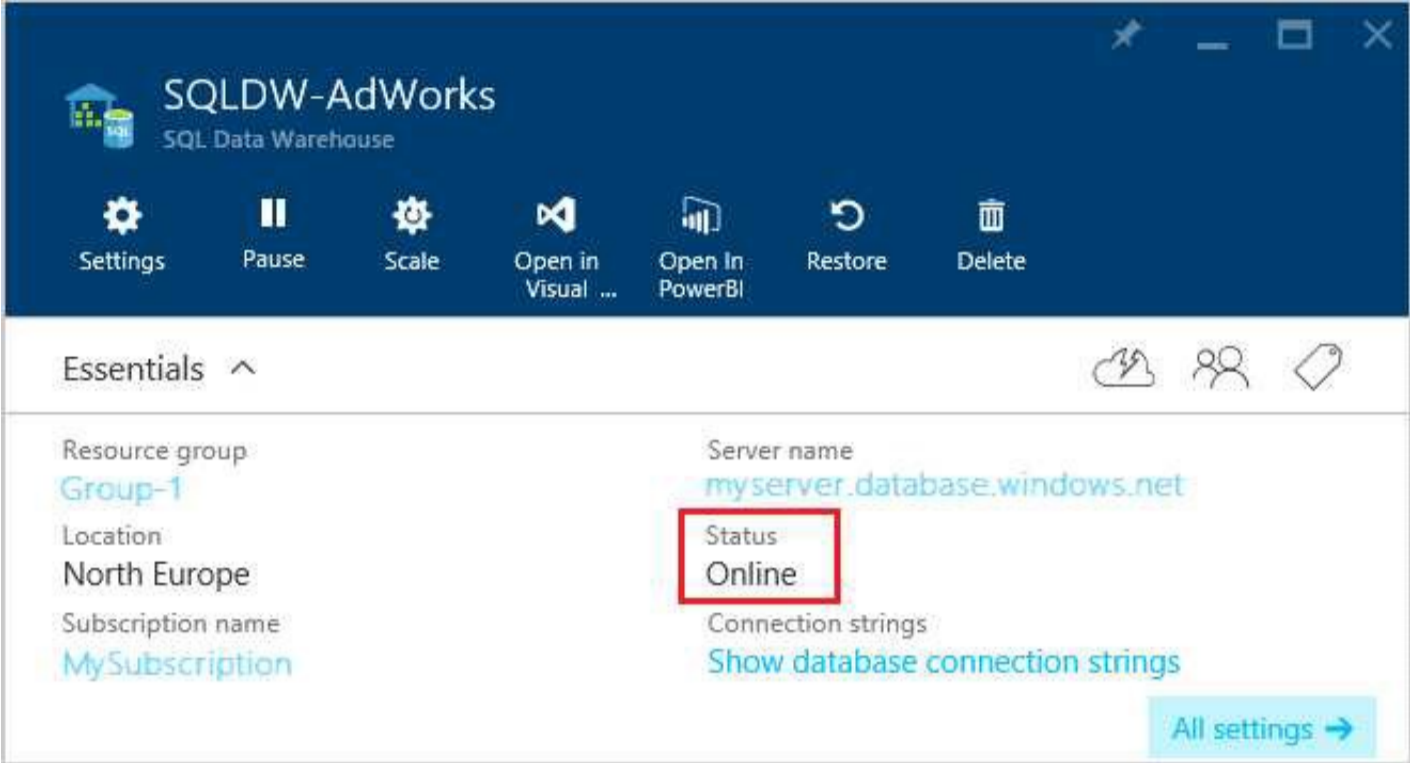 SQLDW-AdWorks
SQL Data Warehouse
SQL
Settings
Pause
Scale
Open in
Visual ...
Open In
PowerBI
Restore
Delete
Essentials
Resource group
Group-1
Server name
myserver.database.windows.net
Location
North Europe
Status
Online
Subscription name
MySubscription
Connection strings
Show database connection strings
All settings →